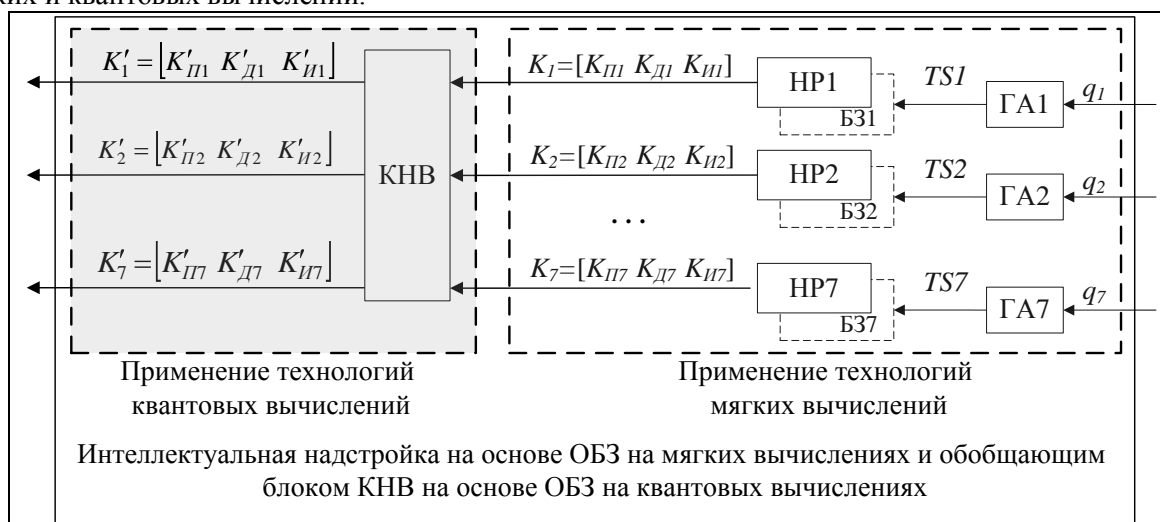 ких и квантовых вычислений.
K′1 = [K′П1 K′Д1 K′И1] K1=[KП1 KД1 KИ1] НР1 БЗ1 TS1 ГА1 q1
K′2 = [K′П2 K′Д2 K′И2] КНВ K2=[KП2 KД2 KИ2] НР2 БЗ2 TS2 ГА2 q2
...
K′7 = [K′П7 K′Д7 K′И7] K7=[KП7 KД7 KИ7] НР7 БЗ7 TS7 ГА7 q7
Применение технологий
квантовых вычислений
Применение технологий
мягких вычислений
Интеллектуальная надстройка на основе ОБЗ на мягких вычислениях и обобщающим
блоком КНВ на основе ОБЗ на квантовых вычислениях